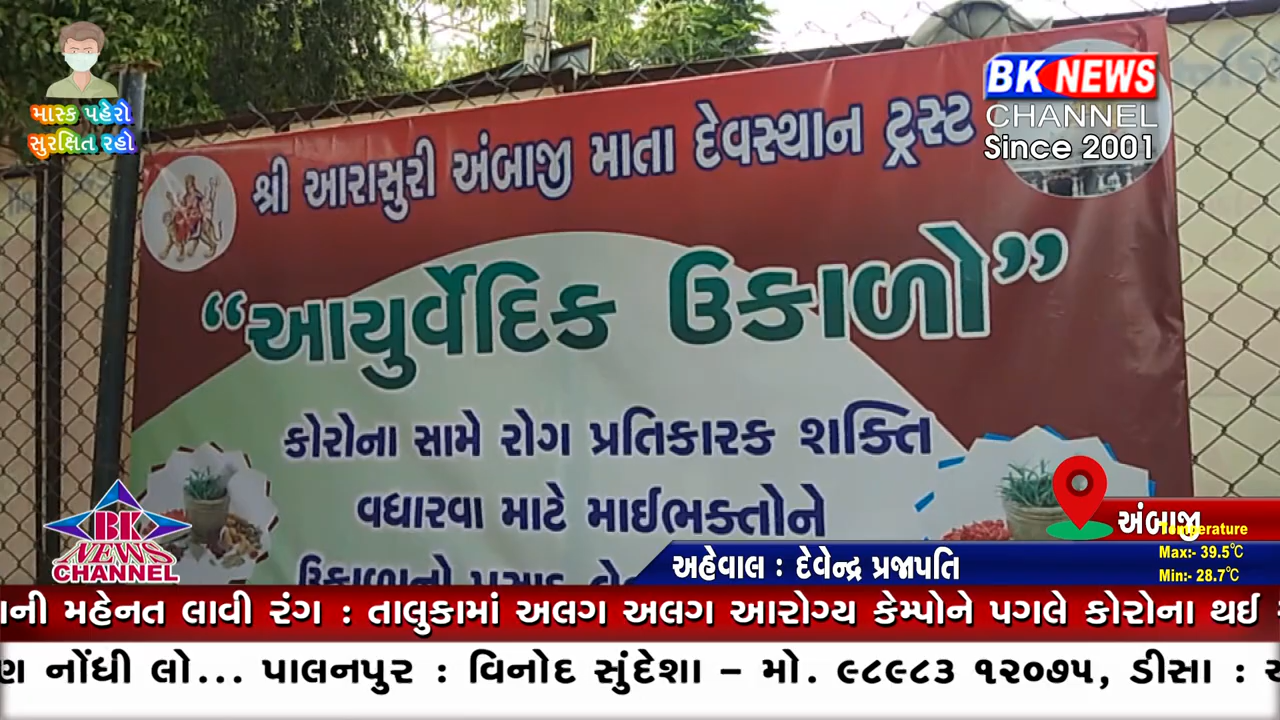 માસ્ક પહેરો
સુરક્ષિત રહો
BK NEWS
CHANNEL
Since 2001
શ્રી આરાસુરી અંબાજી માતા દેવસ્થાન ટ્રસ્ટ
“આયુર્વેદિક ઉકાળો”
કોરોના સામે રોગ પ્રતિકારક શક્તિ
વધારવા માટે માઈભક્તોને
ઉકાળાનો પ્રસાદ
BK
NEWS
CHANNEL
અંબાજી
Temperature
Max:- 39.5℃
Min:- 28.7℃
અહેવાલ : દેવેન્દ્ર પ્રજાપતિ
મહેનત લાવી રંગ : તાલુકામાં અલગ અલગ આરોગ્ય કેમ્પોને પગલે કોરોના થઈ
નોંધી લો... પાલનપુર : વિનોદ સુંદેશા – મો. ૯૮૯૮૩ ૧૨૦૭૫, ડીસા :